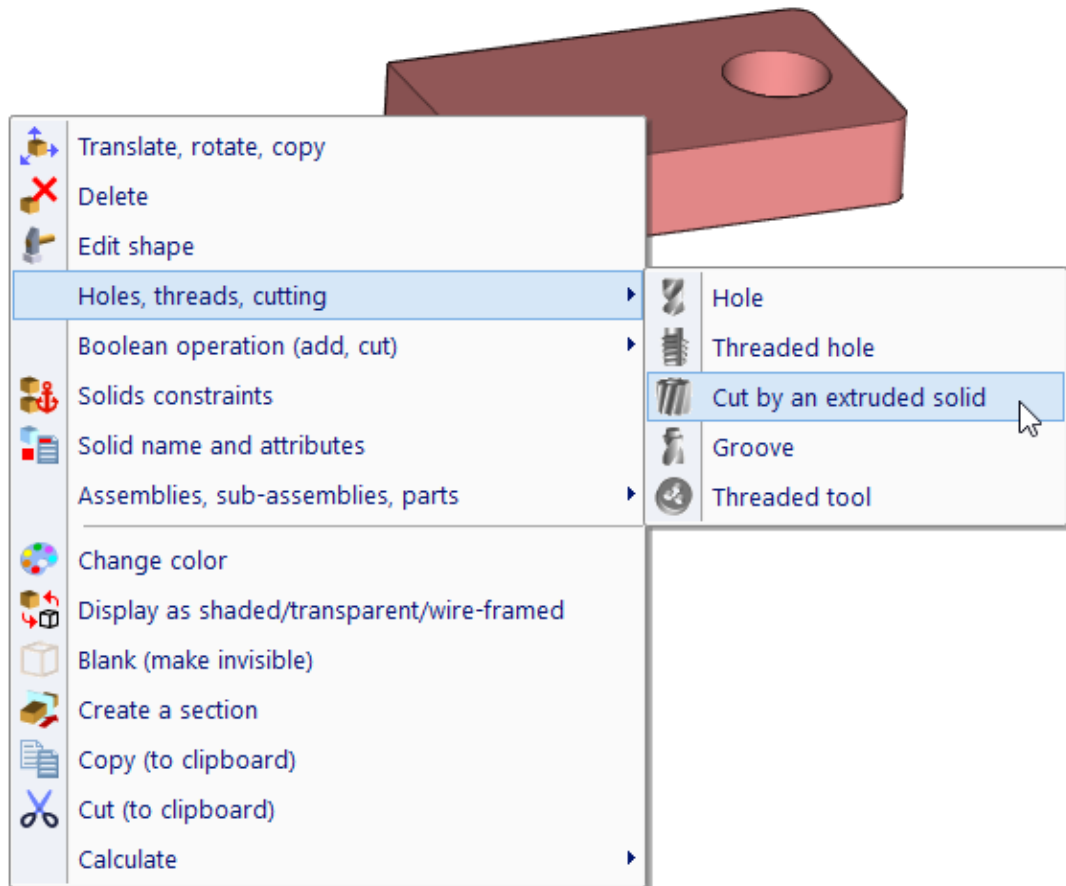 Translate, rotate, copy
Delete
Edit shape
Holes, threads, cutting
Boolean operation (add, cut)
Solids constraints
Solid name and attributes
Assemblies, sub-assemblies, parts
Change color
Display as shaded/transparent/wire-framed
Blank (make invisible)
Create a section
Copy (to clipboard)
Cut (to clipboard)
Calculate
Hole
Threaded hole
Cut by an extruded solid
Groove
Threaded tool